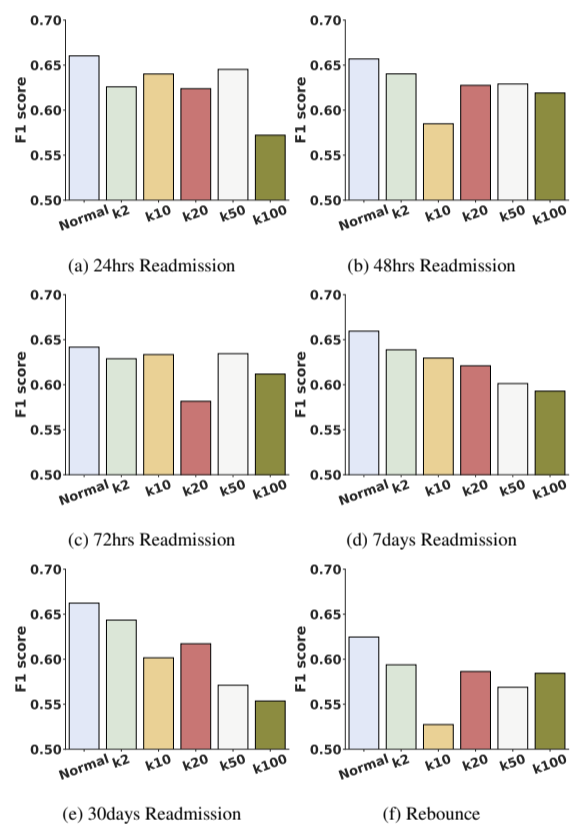 0.70
0.65
0.60
0.55
0.50
F1 score
Normal k2 k10 k20 k50 k100
(a) 24hrs Readmission
0.70
0.65
0.60
0.55
0.50
F1 score
Normal k2 k10 k20 k50 k100
(b) 48hrs Readmission
0.70
0.65
0.60
0.55
0.50
F1 score
Normal k2 k10 k20 k50 k100
(c) 72hrs Readmission
0.70
0.65
0.60
0.55
0.50
F1 score
Normal k2 k10 k20 k50 k100
(d) 7days Readmission
0.70
0.65
0.60
0.55
0.50
F1 score
Normal k2 k10 k20 k50 k100
(e) 30days Readmission
0.70
0.65
0.60
0.55
0.50
F1 score
Normal k2 k10 k20 k50 k100
(f) Rebounce